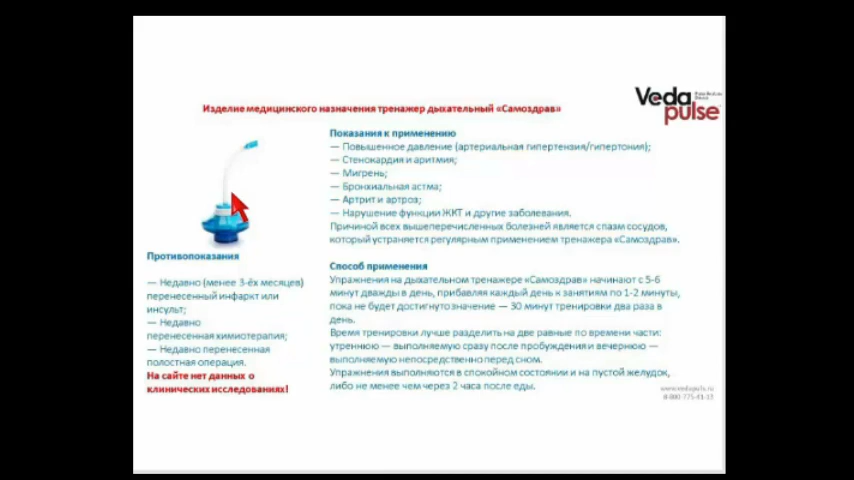 Изделие медицинского назначения тренажер дыхательный «Самоздрав»
Veda
pulse
Показания к применению
— Повышенное давление (артериальная гипертензия/гипертония);
— Стенокардия и аритмия;
— Мигрень;
— Бронхиальная астма;
— Артрит и артроз;
— Нарушение функции ЖКТ и другие заболевания.
Причиной всех вышеперечисленных болезней является спазм сосудов,
который устраняется регулярным применением тренажера «Самоздрав».
Противопоказания
— Недавно (менее 3-ёх месяцев)
перенесенный инфаркт или
инсульт;
— Недавно
перенесенная химиотерапия;
— Недавно перенесенная
полостная операция.
На сайте нет данных о
клинических исследованиях!
Способ применения
Упражнения на дыхательном тренажере «Самоздрав» начинают с 5-6
минут дважды в день, прибавляя каждый день к занятиям по 1-2 минуты,
пока не будет достигнуто значение — 30 минут тренировки два раза в
день.
Время тренировки лучше разделить на две равные по времени части:
утреннюю — выполняемую сразу после пробуждения и вечернюю —
выполняемую непосредственно перед сном.
Упражнения выполняются в спокойном состоянии и на пустой желудок,
либо не менее чем через 2 часа после еды.
www.vedapuls.ru